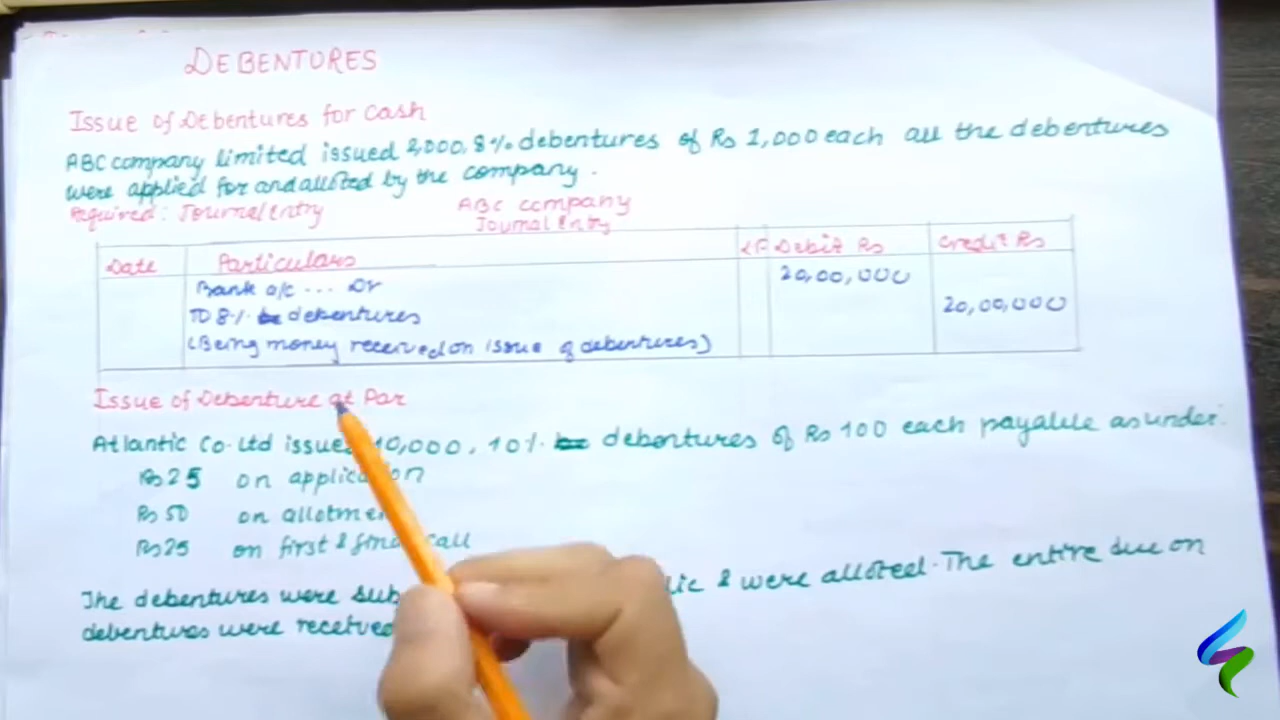 DEBENTURES
Issue of Debentures for Cash
ABC company limited issued 2,000, 8% debentures of Rs 1,000 each all the debentures
were applied for and alloted by the company.
Required: Journal Entry
ABC company
Journal Entry
Date Particulars LF Debit Rs Credit Rs
Bank a/c ... Dr 20,00,000
TO 8% debentures 20,00,000
(Being money received on issue of debentures)
Issue of Debenture at Par
Atlantic Co. Ltd issues 10,000, 10% debentures of Rs 100 each payable as under.
Rs 25 on application
Rs 50 on allotment
Rs 25 on first & final call
The debentures were & were alloted. The entire due on
debentures were received